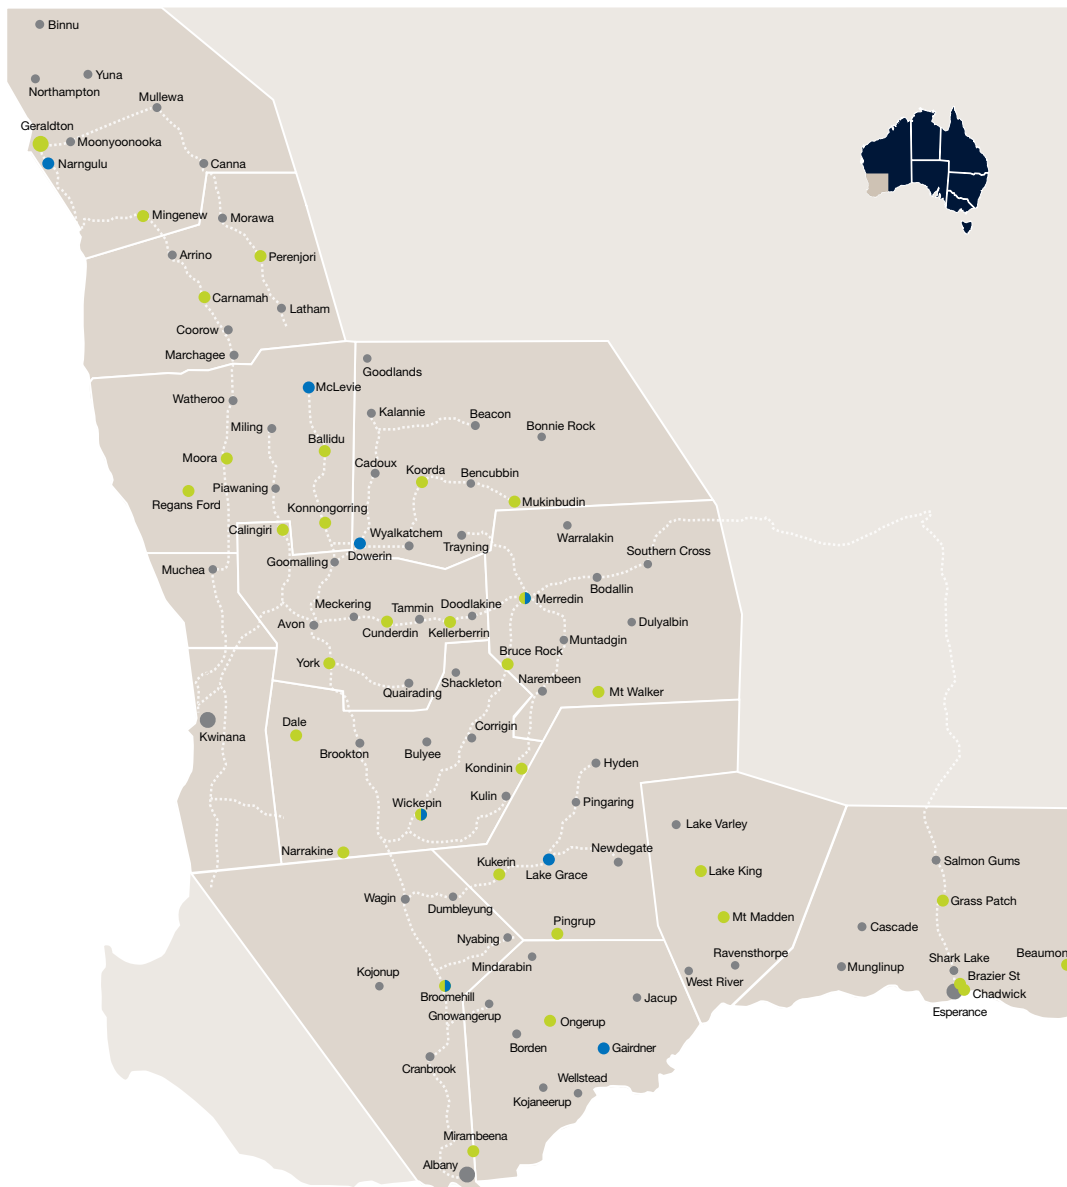 Binnu
Yuna
Northampton
Mullewa
Geraldton
Moonyoonooka
Narngulu
Canna
Mingenew
Morawa
Arrino
Perenjori
Carnamah
Latham
Coorow
Marchagee
Goodlands
McLevie
Watheroo
Kalannie
Beacon
Miling
Bonnie Rock
Ballidu
Moora
Cadoux
Koorda
Bencubbin
Piawaning
Regans Ford
Mukinbudin
Konnongorring
Calingiri
Wyalkatchem
Warralakin
Trayning
Southern Cross
Dowerin
Goomalling
Muchea
Bodallin
Merredin
Meckering
Tammin
Doodlakine
Avon
Cunderdin
Kellerberrin
Dulyalbin
Muntadgin
Bruce Rock
York
Shackleton
Narembeen
Quairading
Mt Walker
Dale
Corrigin
Kwinana
Brookton
Bulyee
Hyden
Kondinin
Kulin
Wickepin
Pingaring
Lake Varley
Narrakine
Newdegate
Kukerin
Lake Grace
Salmon Gums
Lake King
Wagin
Dumbleyung
Grass Patch
Mt Madden
Pingrup
Cascade
Nyabing
Ravensthorpe
Beaumon
Mindarabin
Shark Lake
Kojonup
Munglinup
West River
Brazier St
Chadwick
Broomehill
Jacup
Gnowangerup
Esperance
Ongerup
Borden
Gairdner
Cranbrook
Wellstead
Kojaneerup
Mirambeena
Albany